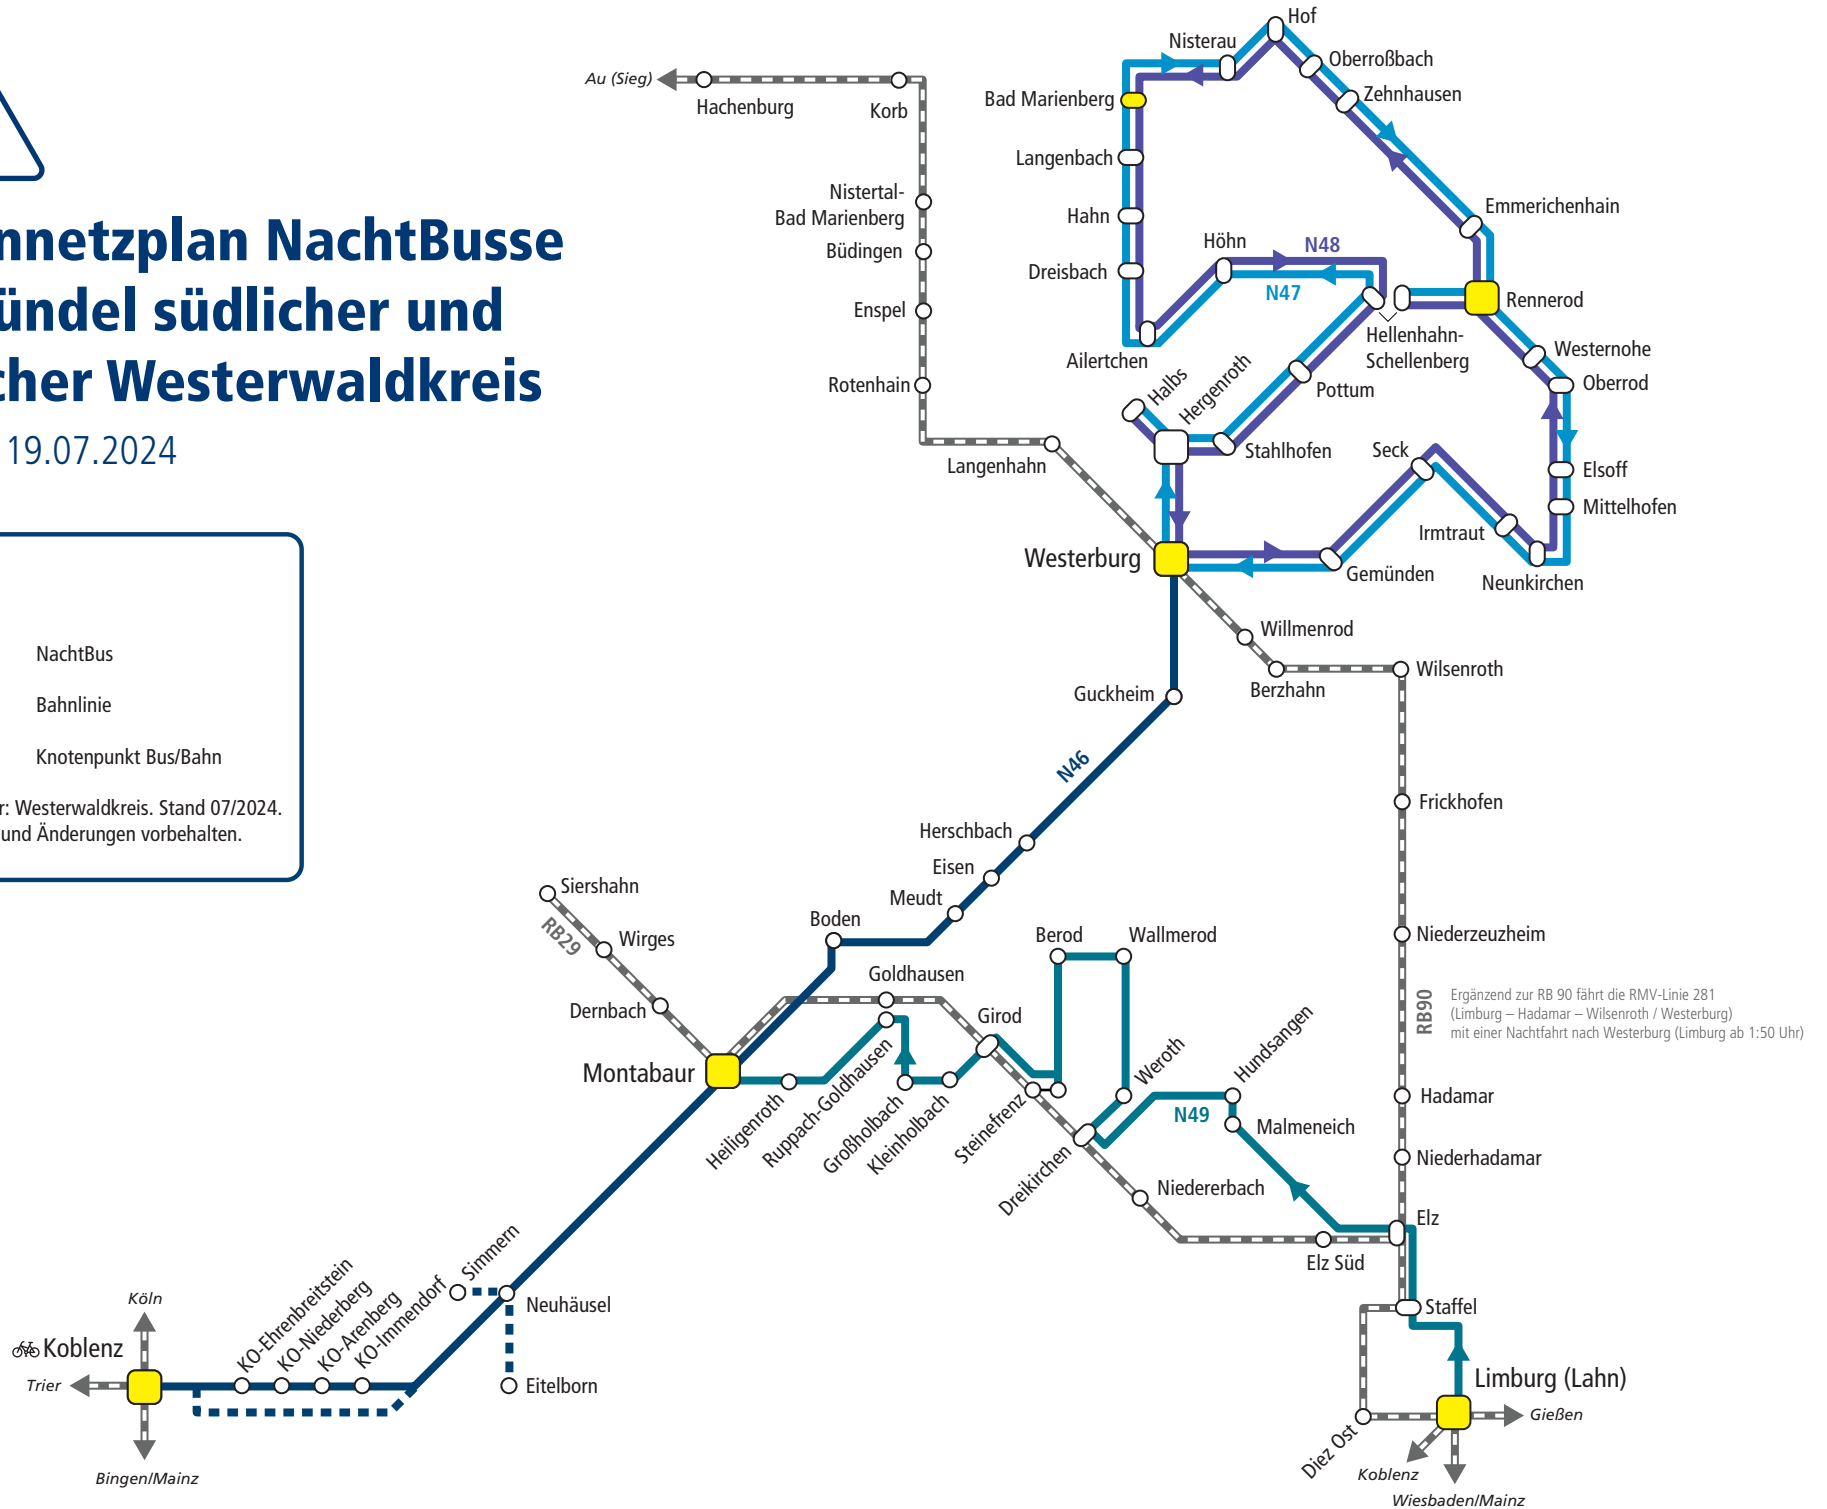 nnetzplan NachtBusse
ündel südlicher und
cher Westerwaldkreis
19.07.2024
NachtBus
Bahnlinie
Knotenpunkt Bus/Bahn
r: Westerwaldkreis. Stand 07/2024.
und Änderungen vorbehalten.
Au (Sieg)
Hachenburg
Korb
Nistertal-
Bad Marienberg
Büdingen
Enspel
Rotenhain
Langenhahn
Hof
Nisterau
Oberroßbach
Zehnhausen
Bad Marienberg
Langenbach
Hahn
Dreisbach
Ailertchen
Höhn
N48
N47
Emmerichenhain
Rennerod
Hellenhahn-
Schellenberg
Westernohe
Oberrod
Pottum
Halbs
Hergenroth
Stahlhofen
Seck
Elsoff
Mittelhofen
Irmtraut
Neunkirchen
Gemünden
Westerburg
Willmenrod
Berzhahn
Wilsenroth
Guckheim
N46
Frickhofen
Herschbach
Eisen
Meudt
Boden
Siershahn
RB29
Wirges
Dernbach
Montabaur
Goldhausen
Girod
Berod
Wallmerod
Niederzeuzheim
RB90
Ergänzend zur RB 90 fährt die RMV-Linie 281
(Limburg – Hadamar – Wilsenroth / Westerburg)
mit einer Nachtfahrt nach Westerburg (Limburg ab 1:50 Uhr)
Heiligenroth
Ruppach-Goldhausen
Großholbach
Kleinholbach
Steinefrenz
Dreikirchen
Weroth
N49
Hundsangen
Malmeneich
Hadamar
Niederhadamar
Niedererbach
Elz
Elz Süd
Staffel
Simmern
Neuhäusel
Eitelborn
KO-Ehrenbreitstein
KO-Niederberg
KO-Arenberg
KO-Immendorf
Köln
Koblenz
Trier
Bingen/Mainz
Limburg (Lahn)
Gießen
Diez Ost
Koblenz
Wiesbaden/Mainz